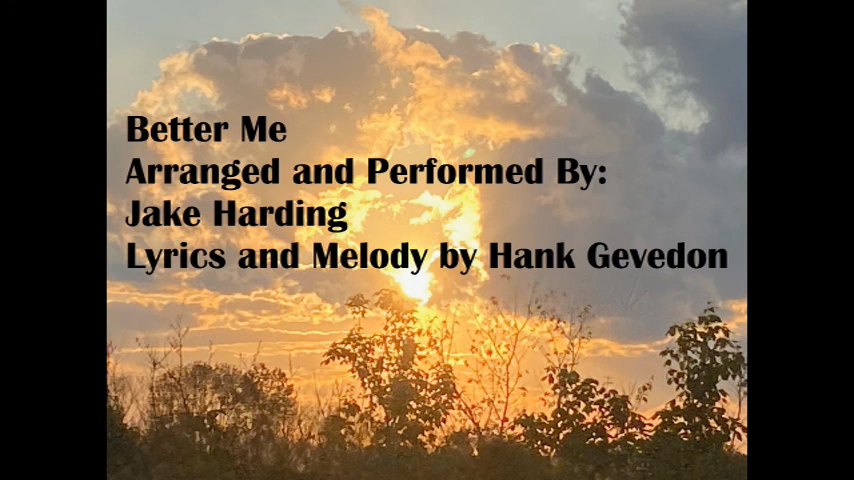 Better Me
Arranged and Performed By:
Jake Harding
Lyrics and Melody by Hank Gevedon